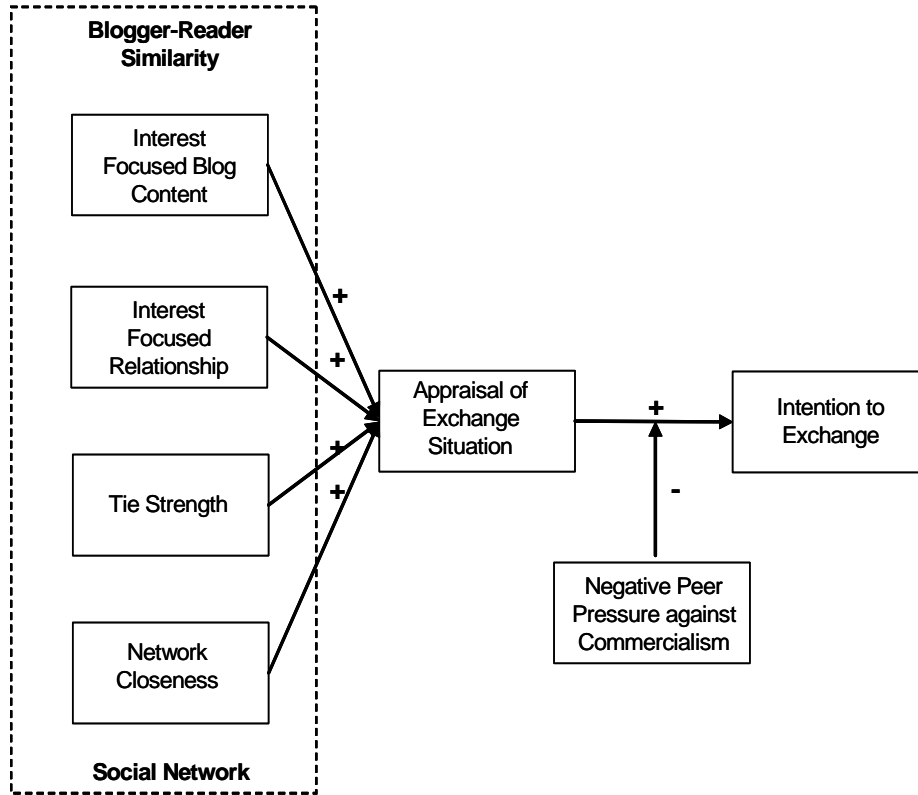 Blogger-Reader
Similarity
Interest
Focused Blog
Content
+
Interest
Focused
Relationship
+
Appraisal of
Exchange
Situation
+
Intention to
Exchange
Tie Strength
+
+
-
Negative Peer
Pressure against
Commercialism
Network
Closeness
Social Network